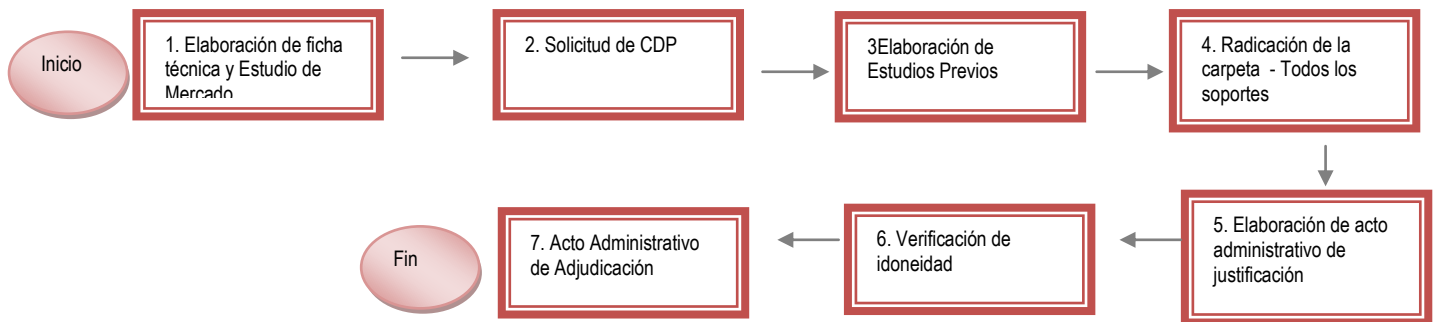 Inicio
1. Elaboración de ficha
técnica y Estudio de
Mercado
2. Solicitud de CDP
3Elaboración de
Estudios Previos
4. Radicación de la
carpeta - Todos los
soportes
5. Elaboración de acto
administrativo de
justificación
6. Verificación de
idoneidad
7. Acto Administrativo
de Adjudicación
Fin